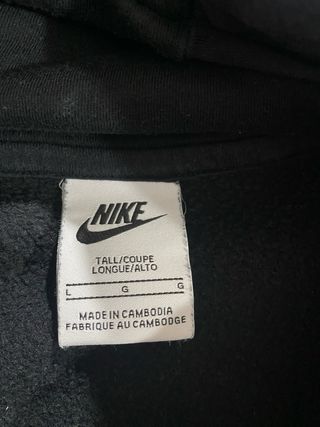 NIKE
TALL/COUPE
LONGUE/ALTO
L G G
MADE IN CAMBODIA
FABRIQUE AU CAMBODGE